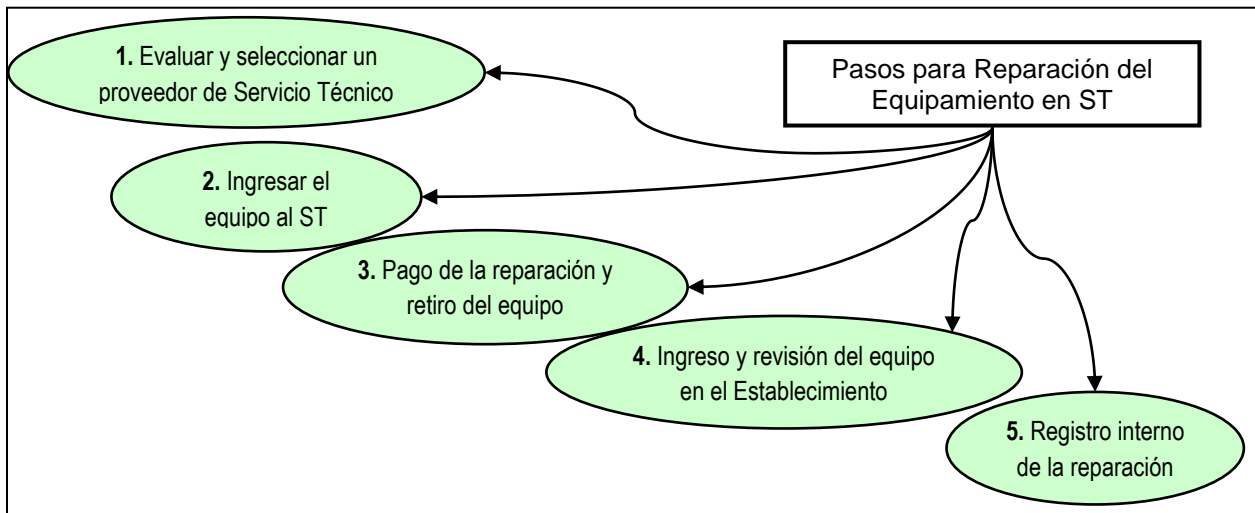 Pasos para Reparación del
Equipamiento en ST
1. Evaluar y seleccionar un
proveedor de Servicio Técnico
2. Ingresar el
equipo al ST
3. Pago de la reparación y
retiro del equipo
4. Ingreso y revisión del equipo
en el Establecimiento
5. Registro interno
de la reparación